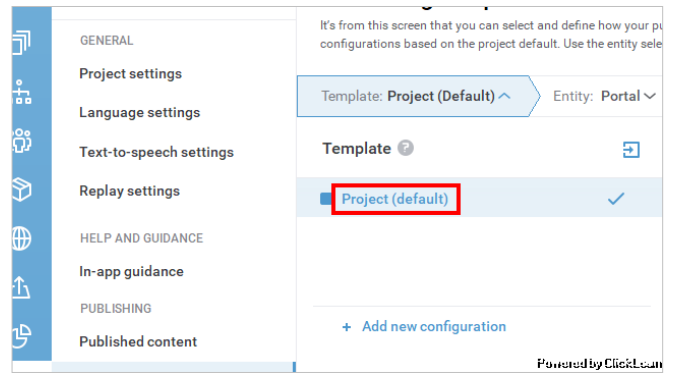 It's from this screen that you can select and define how your pu
configurations based on the project default. Use the entity sele
GENERAL
Project settings
Language settings
Text-to-speech settings
Replay settings
HELP AND GUIDANCE
In-app guidance
PUBLISHING
Published content
Template: Project (Default)
Entity: Portal
Template ?
Project (default)
+ Add new configuration
Powered by ClickLearn